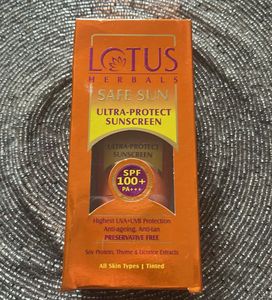 LOTUS
HERBALS
SAFE SUN
ULTRA-PROTECT
SUNSCREEN
ULTRA-PROTECT
SUNSCREEN
SPF
100+
PA+++
Highest UVA+UVB Protection
Anti-ageing, Anti-tan
PRESERVATIVE FREE
Soy Protein, Thyme & Licorice Extracts
All Skin Types | Tinted